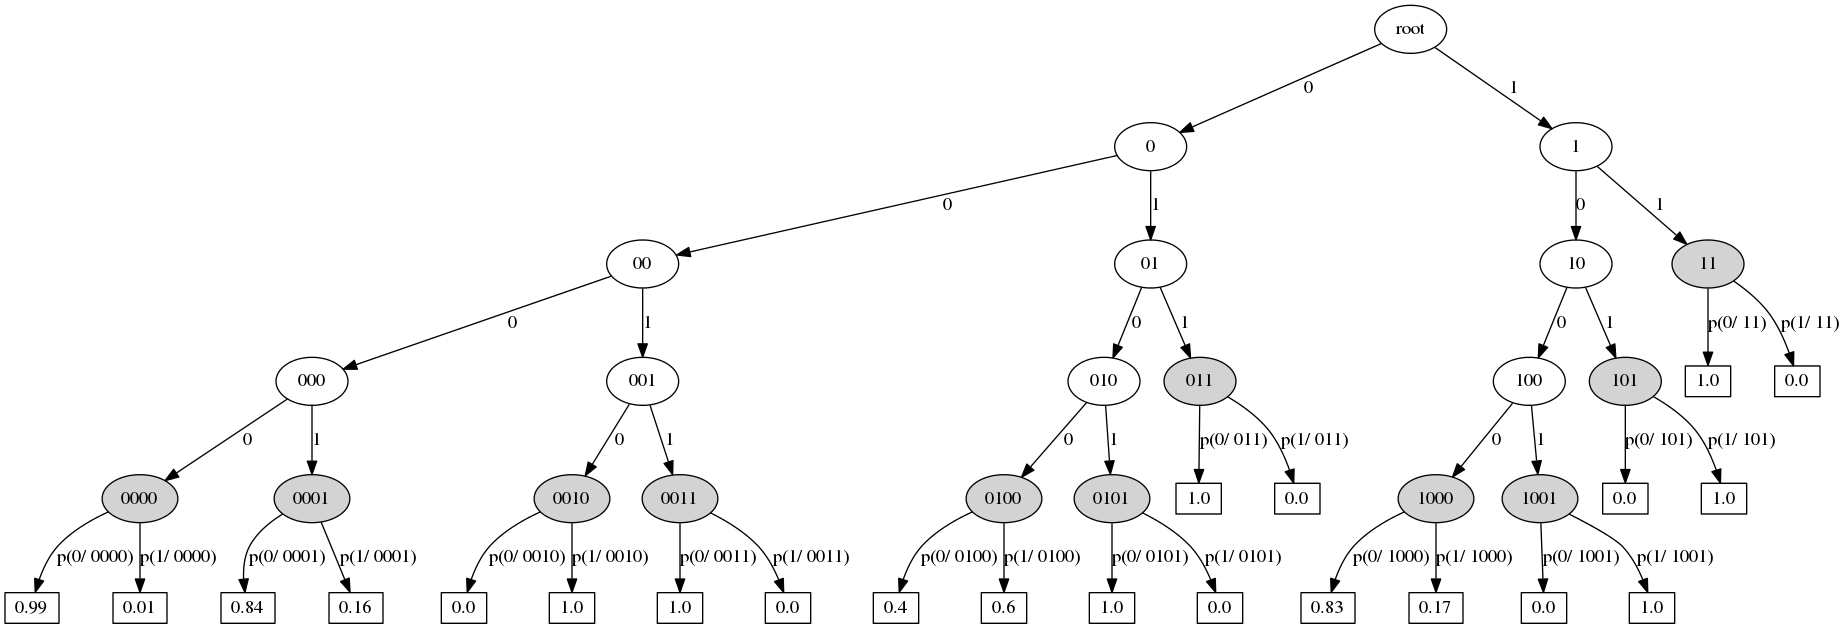 root
0 1
0 1
0 1 0 1
00 01 10 11
0 1 0 1 0 1 p(0/ 11) p(1/ 11)
000 001 010 011 100 101 1.0 0.0
0 1 0 1 0 1 p(0/ 011) p(1/ 011) 0 1 p(0/ 101) p(1/ 101)
0000 0001 0010 0011 0100 0101 1.0 0.0 1000 1001 0.0 1.0
p(0/ 0000) p(1/ 0000) p(0/ 0001) p(1/ 0001) p(0/ 0010) p(1/ 0010) p(0/ 0011) p(1/ 0011) p(0/ 0100) p(1/ 0100) p(0/ 0101) p(1/ 0101) p(0/ 1000) p(1/ 1000) p(0/ 1001) p(1/ 1001)
0.99 0.01 0.84 0.16 0.0 1.0 1.0 0.0 0.4 0.6 1.0 0.0 0.83 0.17 0.0 1.0